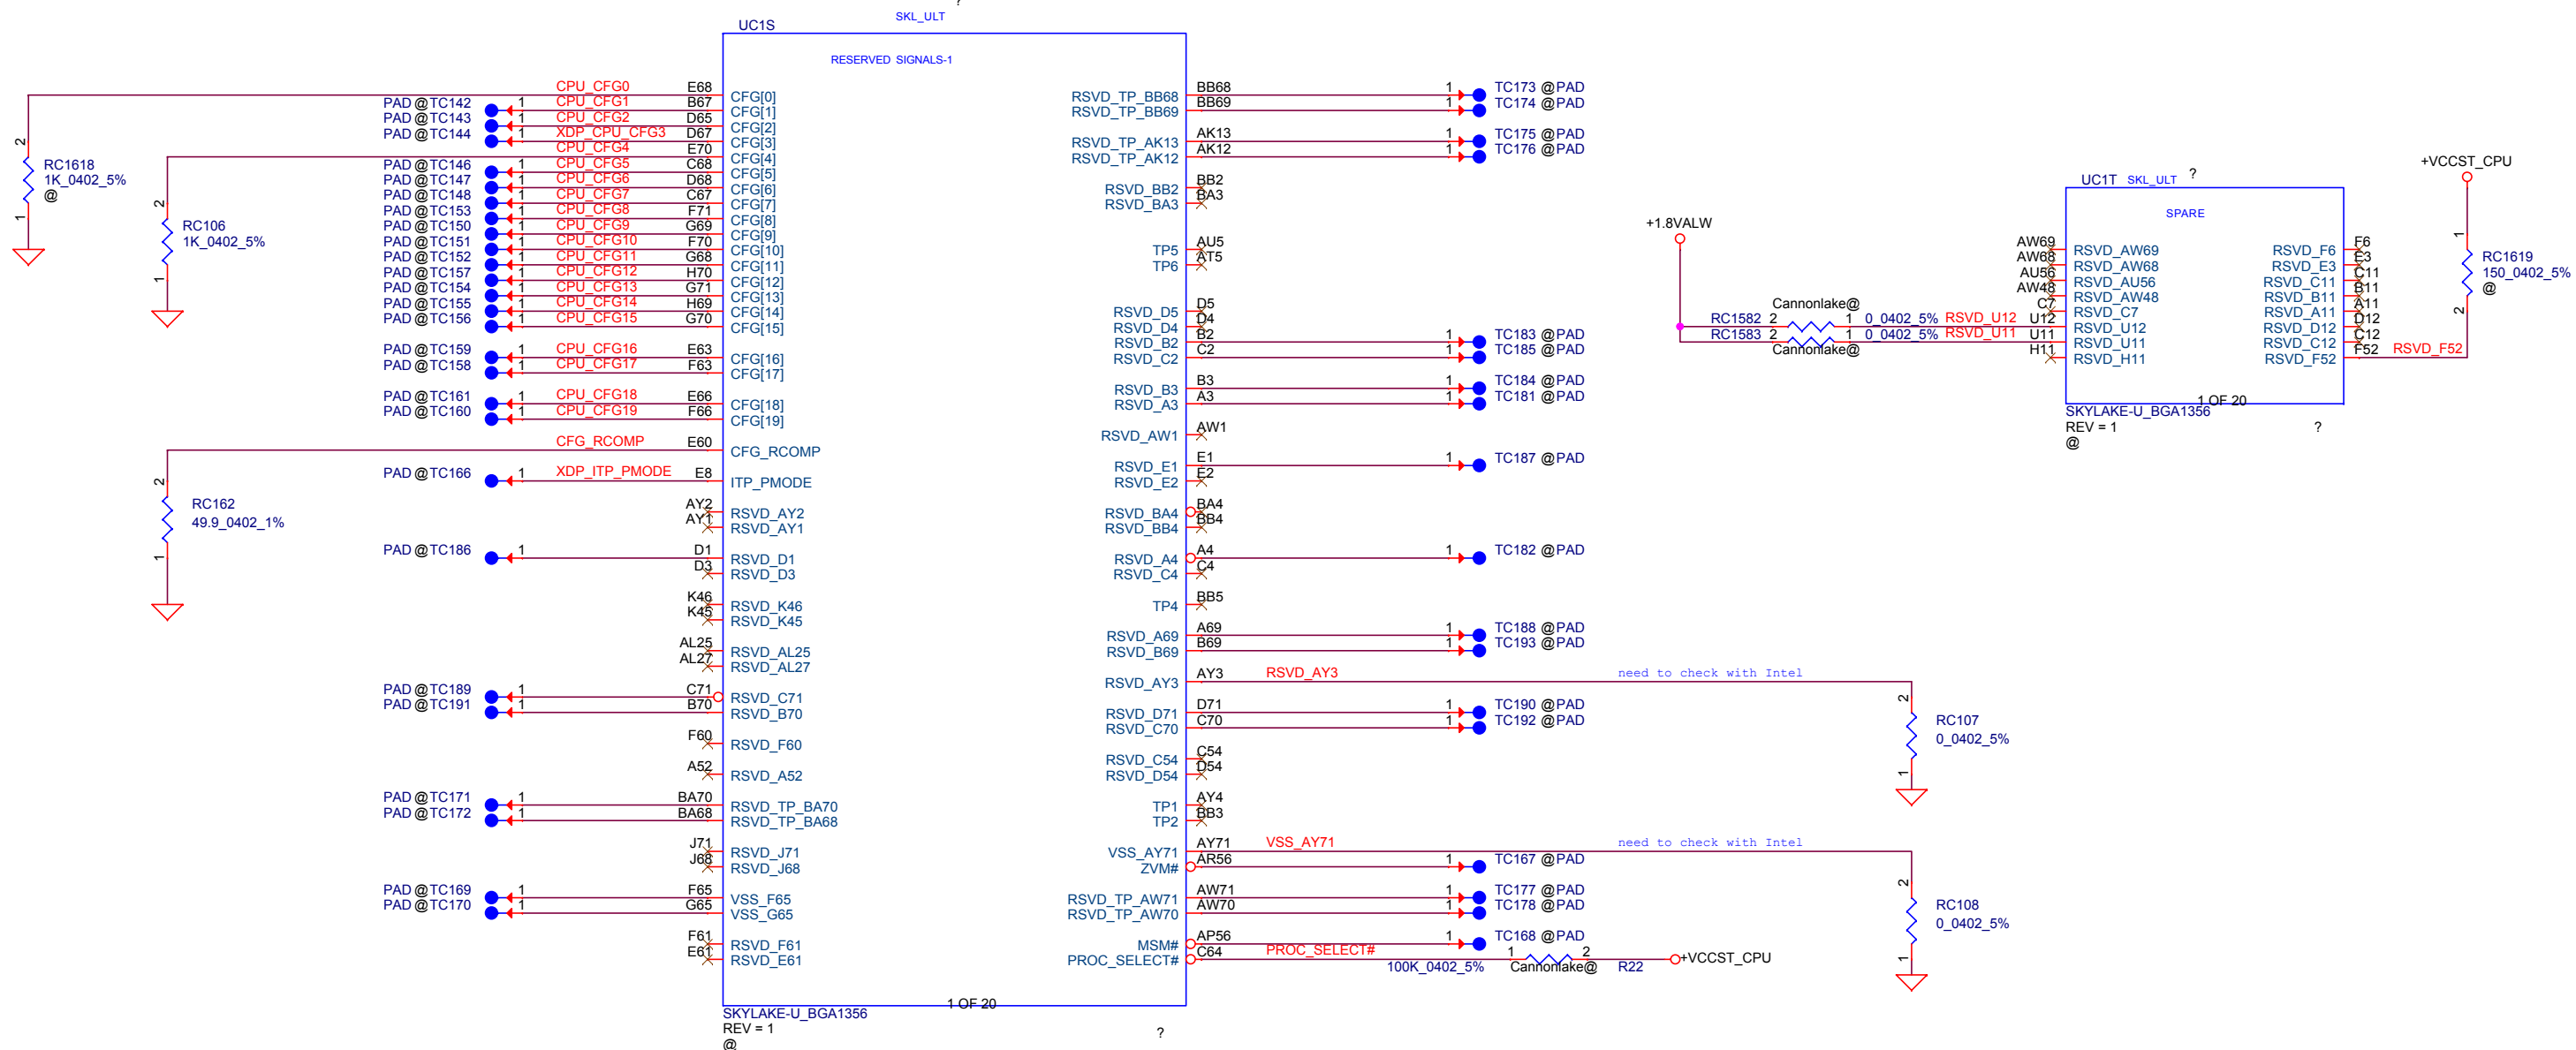 ?
SKL_ULT
UC1S
RESERVED SIGNALS-1
CPU_CFG0 E68 CFG[0]
PAD @TC142 1 CPU_CFG1 B67 CFG[1]
PAD @TC143 1 CPU_CFG2 D65 CFG[2]
PAD @TC144 1 XDP_CPU_CFG3 D67 CFG[3]
CPU_CFG4 E70 CFG[4]
PAD @TC146 1 CPU_CFG5 C68 CFG[5]
PAD @TC147 1 CPU_CFG6 D68 CFG[6]
PAD @TC148 1 CPU_CFG7 C67 CFG[7]
PAD @TC153 1 CPU_CFG8 F71 CFG[8]
PAD @TC150 1 CPU_CFG9 G69 CFG[9]
PAD @TC151 1 CPU_CFG10 F70 CFG[10]
PAD @TC152 1 CPU_CFG11 G68 CFG[11]
PAD @TC157 1 CPU_CFG12 H70 CFG[12]
PAD @TC154 1 CPU_CFG13 G71 CFG[13]
PAD @TC155 1 CPU_CFG14 H69 CFG[14]
PAD @TC156 1 CPU_CFG15 G70 CFG[15]
PAD @TC159 1 CPU_CFG16 E63 CFG[16]
PAD @TC158 1 CPU_CFG17 F63 CFG[17]
PAD @TC161 1 CPU_CFG18 E66 CFG[18]
PAD @TC160 1 CPU_CFG19 F66 CFG[19]
CFG_RCOMP E60 CFG_RCOMP
PAD @TC166 1 XDP_ITP_PMODE E8 ITP_PMODE
AY2 RSVD_AY2
AY1 RSVD_AY1
PAD @TC186 1 D1 RSVD_D1
D3 RSVD_D3
K46 RSVD_K46
K45 RSVD_K45
AL25 RSVD_AL25
AL27 RSVD_AL27
PAD @TC189 1 C71 RSVD_C71
PAD @TC191 1 B70 RSVD_B70
F60 RSVD_F60
A52 RSVD_A52
PAD @TC171 1 BA70 RSVD_TP_BA70
PAD @TC172 1 BA68 RSVD_TP_BA68
J71 RSVD_J71
J68 RSVD_J68
PAD @TC169 1 F65 VSS_F65
PAD @TC170 1 G65 VSS_G65
F61 RSVD_F61
E61 RSVD_E61
2
RC1618
1K_0402_5%
@
1
2
RC106
1K_0402_5%
1
2
RC162
49.9_0402_1%
1
RSVD_TP_BB68 BB68 1 TC173 @PAD
RSVD_TP_BB69 BB69 1 TC174 @PAD
RSVD_TP_AK13 AK13 1 TC175 @PAD
RSVD_TP_AK12 AK12 1 TC176 @PAD
RSVD_BB2 BB2
RSVD_BA3 BA3
TP5 AU5
TP6 AT5
RSVD_D5 D5
RSVD_D4 D4
RSVD_B2 B2 1 TC183 @PAD
RSVD_C2 C2 1 TC185 @PAD
RSVD_B3 B3 1 TC184 @PAD
RSVD_A3 A3 1 TC181 @PAD
RSVD_AW1 AW1
RSVD_E1 E1 1 TC187 @PAD
RSVD_E2 E2
RSVD_BA4 BA4
RSVD_BB4 BB4
RSVD_A4 A4 1 TC182 @PAD
RSVD_C4 C4
TP4 BB5
RSVD_A69 A69 1 TC188 @PAD
RSVD_B69 B69 1 TC193 @PAD
RSVD_AY3 AY3 RSVD_AY3 need to check with Intel
RSVD_D71 D71 1 TC190 @PAD
RSVD_C70 C70 1 TC192 @PAD
RSVD_C54 C54
RSVD_D54 D54
TP1 AY4
TP2 BB3
VSS_AY71 AY71 VSS_AY71 need to check with Intel
ZVM# AR56 1 TC167 @PAD
RSVD_TP_AW71 AW71 1 TC177 @PAD
RSVD_TP_AW70 AW70 1 TC178 @PAD
MSM# AP56 1 TC168 @PAD
PROC_SELECT# C64 PROC_SELECT# 1 2 +VCCST_CPU
100K_0402_5% Cannonlake@ R22
2
RC107
0_0402_5%
1
2
RC108
0_0402_5%
1
1 OF 20
SKYLAKE-U_BGA1356
REV = 1
?
@
+1.8VALW
Cannonlake@
RC1582 2 1 0_0402_5% RSVD_U12
RC1583 2 1 0_0402_5% RSVD_U11
Cannonlake@
UC1T SKL_ULT ?
SPARE
AW69 RSVD_AW69 RSVD_F6 F6
AW68 RSVD_AW68 RSVD_E3 E3
AU56 RSVD_AU56 RSVD_C11 C11
AW48 RSVD_AW48 RSVD_B11 B11
C7 RSVD_C7 RSVD_A11 A11
U12 RSVD_U12 RSVD_D12 D12
U11 RSVD_U11 RSVD_C12 C12
H11 RSVD_H11 RSVD_F52 F52 RSVD_F52
1 OF 20
SKYLAKE-U_BGA1356
REV = 1
?
@
+VCCST_CPU
1
RC1619
150_0402_5%
@
2